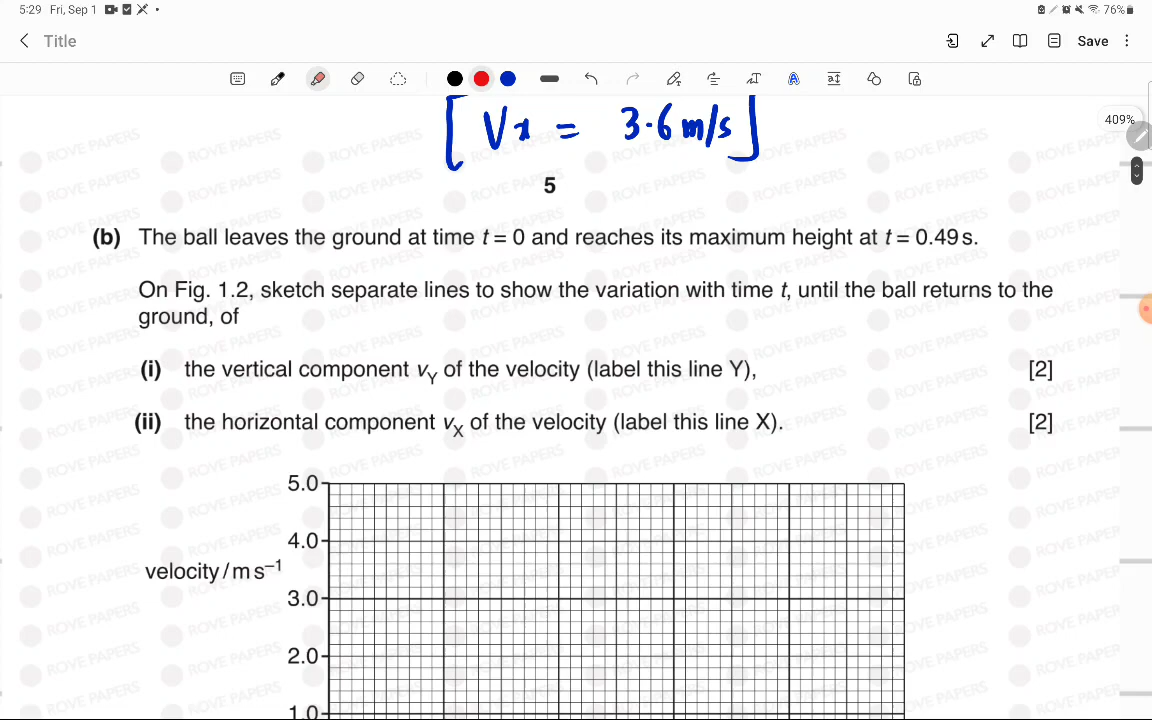 5:29 Fri, Sep 1
76%
Title
Save
409%
[Vx = 3.6 m/s]
5
(b) The ball leaves the ground at time t = 0 and reaches its maximum height at t = 0.49 s.
On Fig. 1.2, sketch separate lines to show the variation with time t, until the ball returns to the
ground, of
(i) the vertical component vY of the velocity (label this line Y), [2]
(ii) the horizontal component vX of the velocity (label this line X). [2]
5.0
4.0
velocity / m s⁻¹
3.0
2.0
1.0
ROVE PAPERS